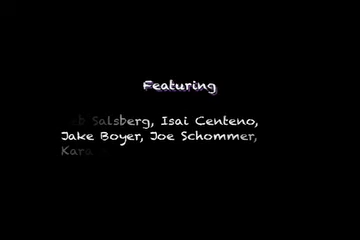 Featuring
Salsberg, Isai Centeno,
Jake Boyer, Joe Schommer,
Kara